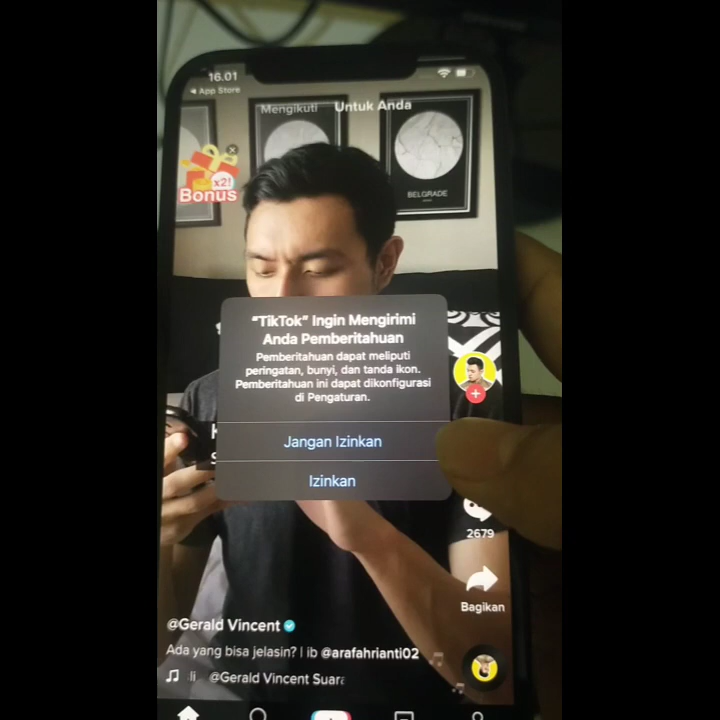 16.01
App Store
Mengikuti Untuk Anda
x2!
Bonus
BELGRADE
"TikTok" Ingin Mengirimi
Anda Pemberitahuan
Pemberitahuan dapat meliputi
peringatan, bunyi, dan tanda ikon.
Pemberitahuan ini dapat dikonfigurasi
di Pengaturan.
Jangan Izinkan
Izinkan
2679
Bagikan
@Gerald Vincent
Ada yang bisa jelasin? | ib @arafahrianti02
@Gerald Vincent Suara